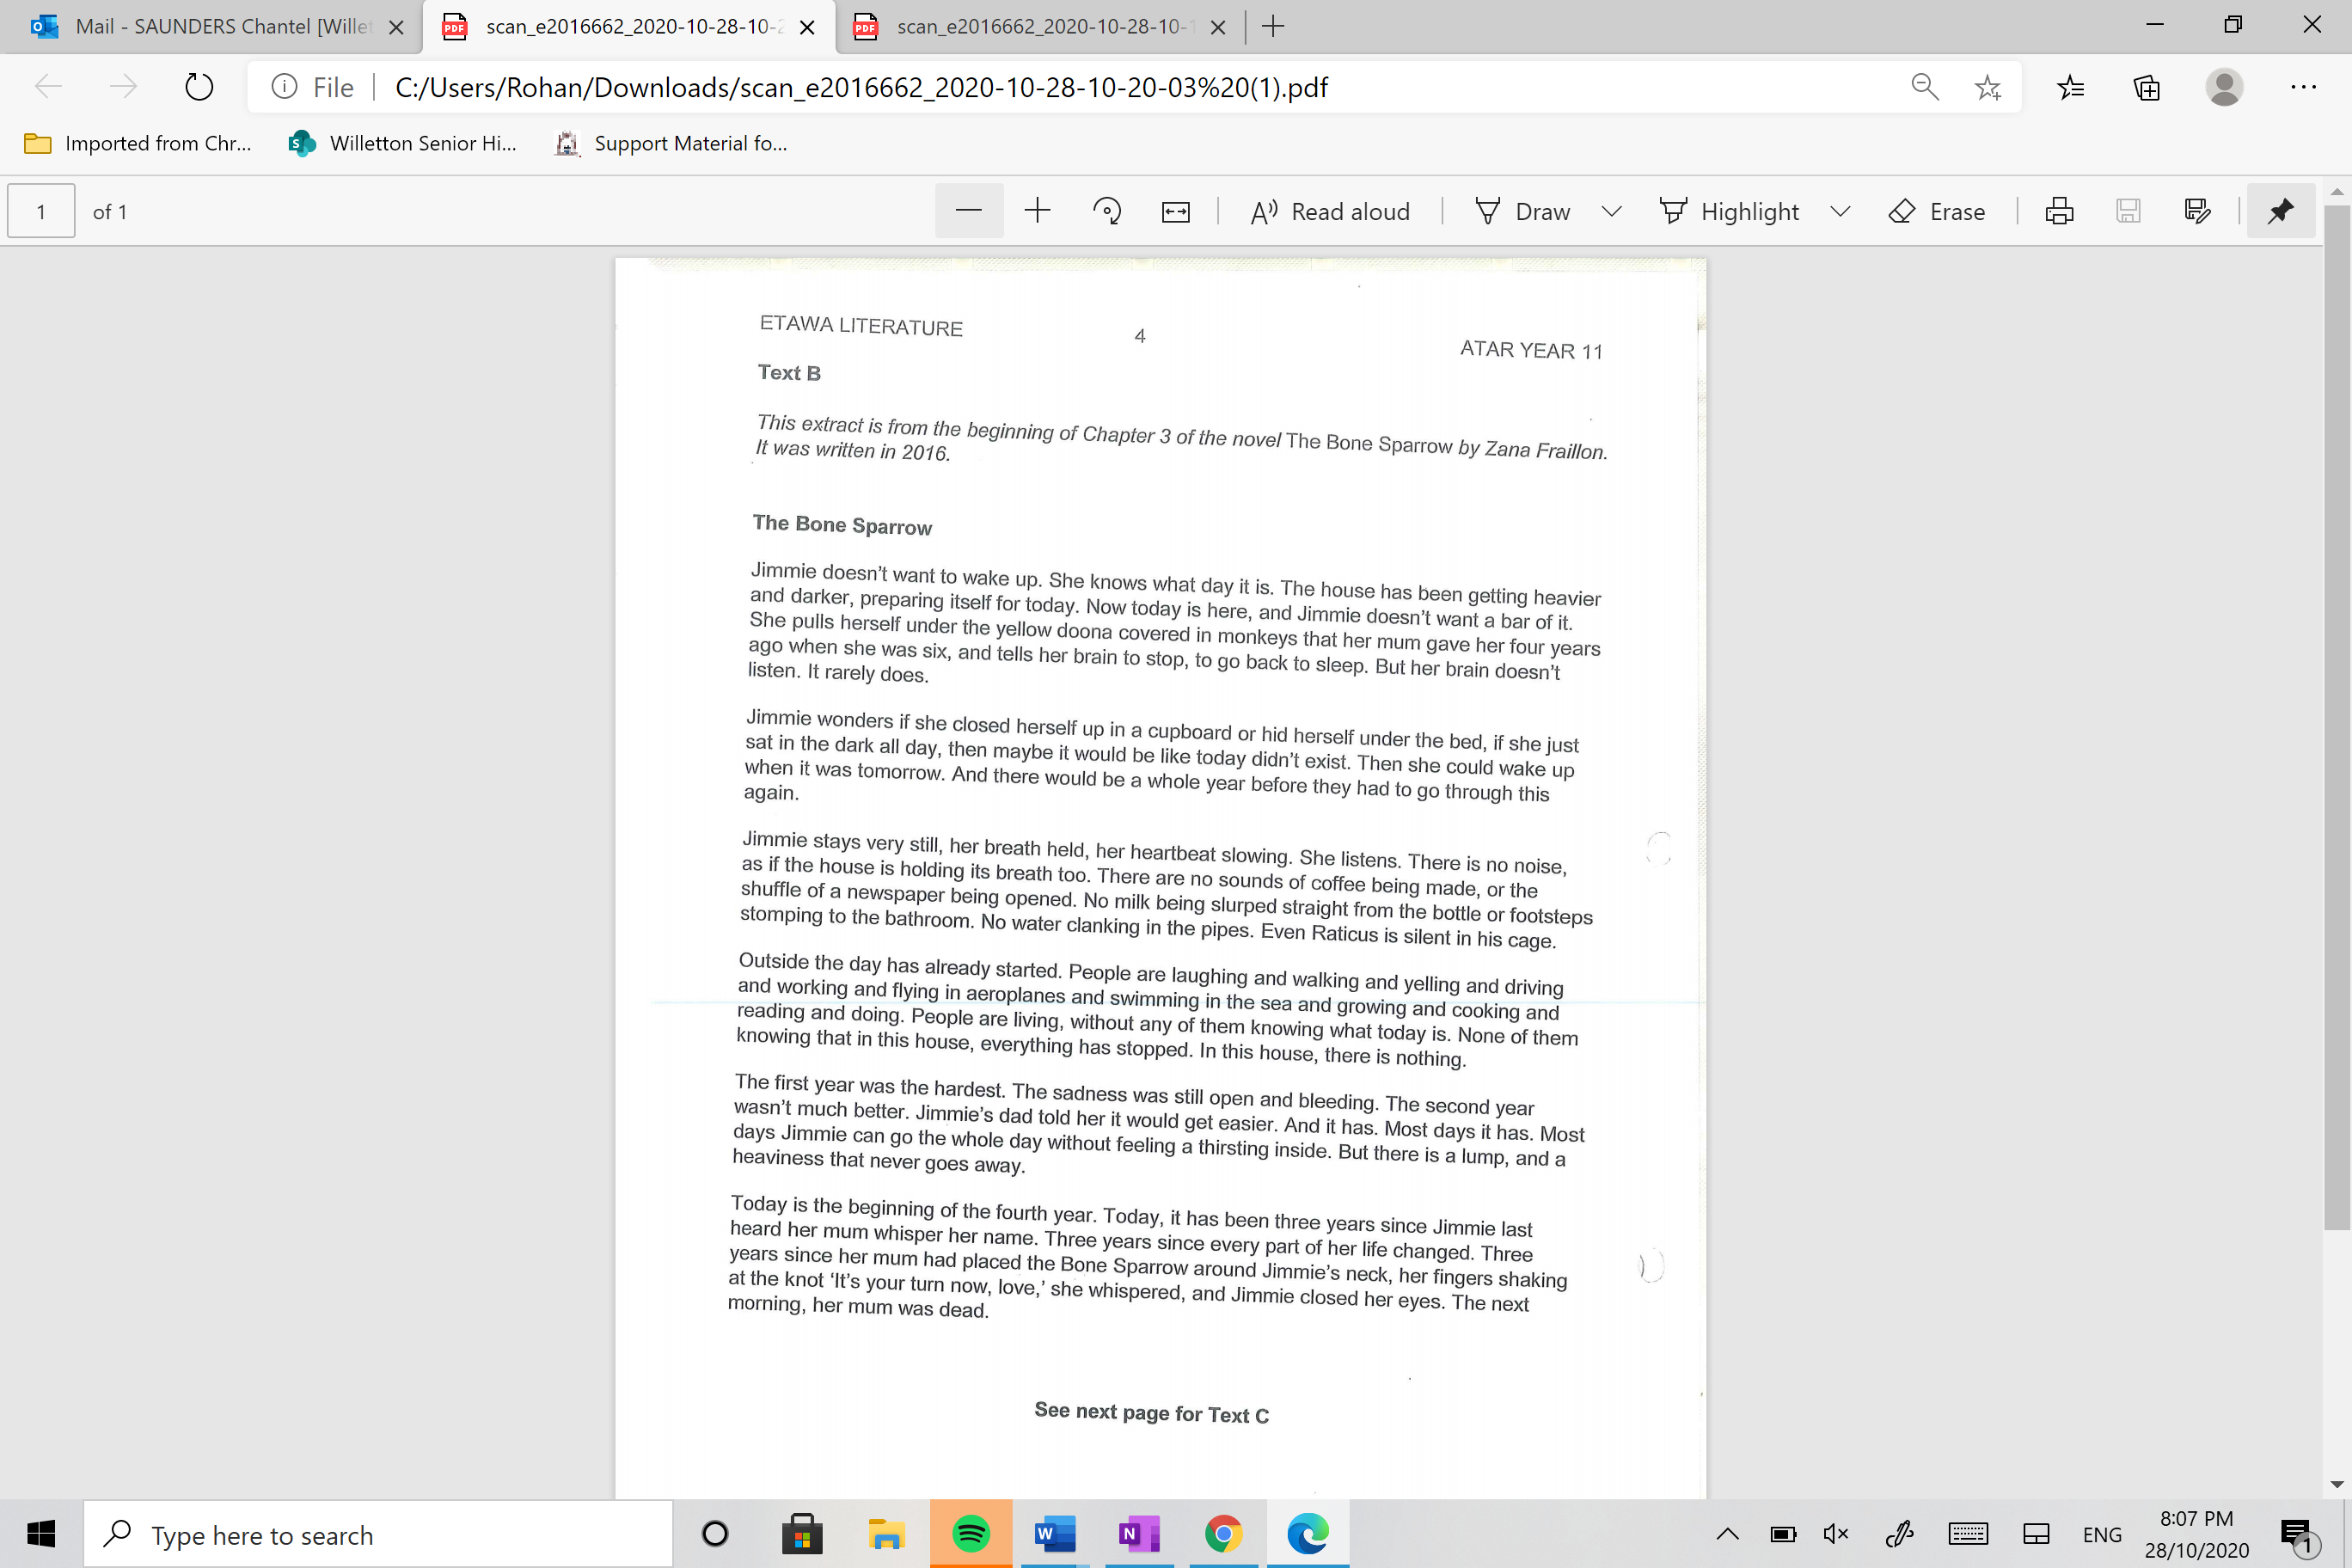 Mail - SAUNDERS Chantel [Willet
scan_e2016662_2020-10-28-10-2
scan_e2016662_2020-10-28-10-1
File
C:/Users/Rohan/Downloads/scan_e2016662_2020-10-28-10-20-03%20(1).pdf
Imported from Chr...
Willetton Senior Hi...
Support Material fo...
1 of 1
Read aloud
Draw
Highlight
Erase
ETAWA LITERATURE
4
ATAR YEAR 11
Text B
This extract is from the beginning of Chapter 3 of the novel The Bone Sparrow by Zana Fraillon.
It was written in 2016.
The Bone Sparrow
Jimmie doesn't want to wake up. She knows what day it is. The house has been getting heavier
and darker, preparing itself for today. Now today is here, and Jimmie doesn't want a bar of it.
She pulls herself under the yellow doona covered in monkeys that her mum gave her four years
ago when she was six, and tells her brain to stop, to go back to sleep. But her brain doesn't
listen. It rarely does.
Jimmie wonders if she closed herself up in a cupboard or hid herself under the bed, if she just
sat in the dark all day, then maybe it would be like today didn't exist. Then she could wake up
when it was tomorrow. And there would be a whole year before they had to go through this
again.
Jimmie stays very still, her breath held, her heartbeat slowing. She listens. There is no noise,
as if the house is holding its breath too. There are no sounds of coffee being made, or the
shuffle of a newspaper being opened. No milk being slurped straight from the bottle or footsteps
stomping to the bathroom. No water clanking in the pipes. Even Raticus is silent in his cage.
Outside the day has already started. People are laughing and walking and yelling and driving
and working and flying in aeroplanes and swimming in the sea and growing and cooking and
reading and doing. People are living, without any of them knowing what today is. None of them
knowing that in this house, everything has stopped. In this house, there is nothing.
The first year was the hardest. The sadness was still open and bleeding. The second year
wasn't much better. Jimmie's dad told her it would get easier. And it has. Most days it has. Most
days Jimmie can go the whole day without feeling a thirsting inside. But there is a lump, and a
heaviness that never goes away.
Today is the beginning of the fourth year. Today, it has been three years since Jimmie last
heard her mum whisper her name. Three years since every part of her life changed. Three
years since her mum had placed the Bone Sparrow around Jimmie's neck, her fingers shaking
at the knot 'It's your turn now, love,' she whispered, and Jimmie closed her eyes. The next
morning, her mum was dead.
See next page for Text C
Type here to search
ENG
8:07 PM
28/10/2020
1